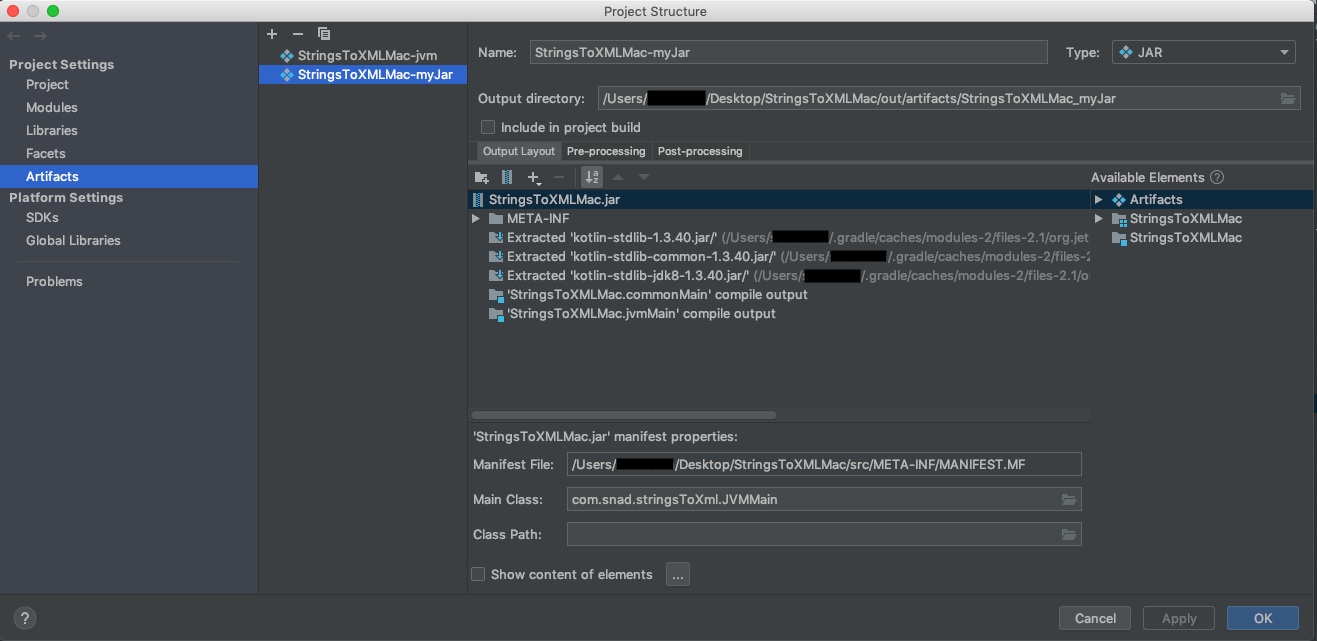 Project Structure
Project Settings
Project
Modules
Libraries
Facets
Artifacts
Platform Settings
SDKs
Global Libraries
Problems
StringsToXMLMac-jvm
StringsToXMLMac-myJar
Name: StringsToXMLMac-myJar Type: JAR
Output directory: /Users/ /Desktop/StringsToXMLMac/out/artifacts/StringsToXMLMac_myJar
Include in project build
Output Layout Pre-processing Post-processing
Available Elements ?
StringsToXMLMac.jar
META-INF
Extracted 'kotlin-stdlib-1.3.40.jar/' (/Users/ /.gradle/caches/modules-2/files-2.1/org.jet
Extracted 'kotlin-stdlib-common-1.3.40.jar/' (/Users/ /.gradle/caches/modules-2/files-2
Extracted 'kotlin-stdlib-jdk8-1.3.40.jar/' (/Users/ /.gradle/caches/modules-2/files-2.1/o
'StringsToXMLMac.commonMain' compile output
'StringsToXMLMac.jvmMain' compile output
Artifacts
StringsToXMLMac
StringsToXMLMac
'StringsToXMLMac.jar' manifest properties:
Manifest File: /Users/ /Desktop/StringsToXMLMac/src/META-INF/MANIFEST.MF
Main Class: com.snad.stringsToXml.JVMMain
Class Path:
Show content of elements ...
? Cancel Apply OK